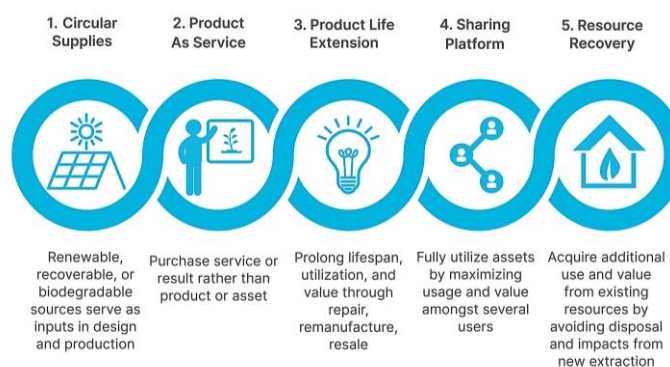 1. Circular
Supplies
2. Product
As Service
3. Product Life
Extension
4. Sharing
Platform
5. Resource
Recovery
Renewable,
recoverable, or
biodegradable
sources serve as
inputs in design
and production
Purchase service or
result rather than
product or asset
Prolong lifespan,
utilization, and
value through
repair,
remanufacture,
resale
Fully utilize assets
by maximizing
usage and value
amongst several
users
Acquire additional
use and value
from existing
resources by
avoiding disposal
and impacts from
new extraction